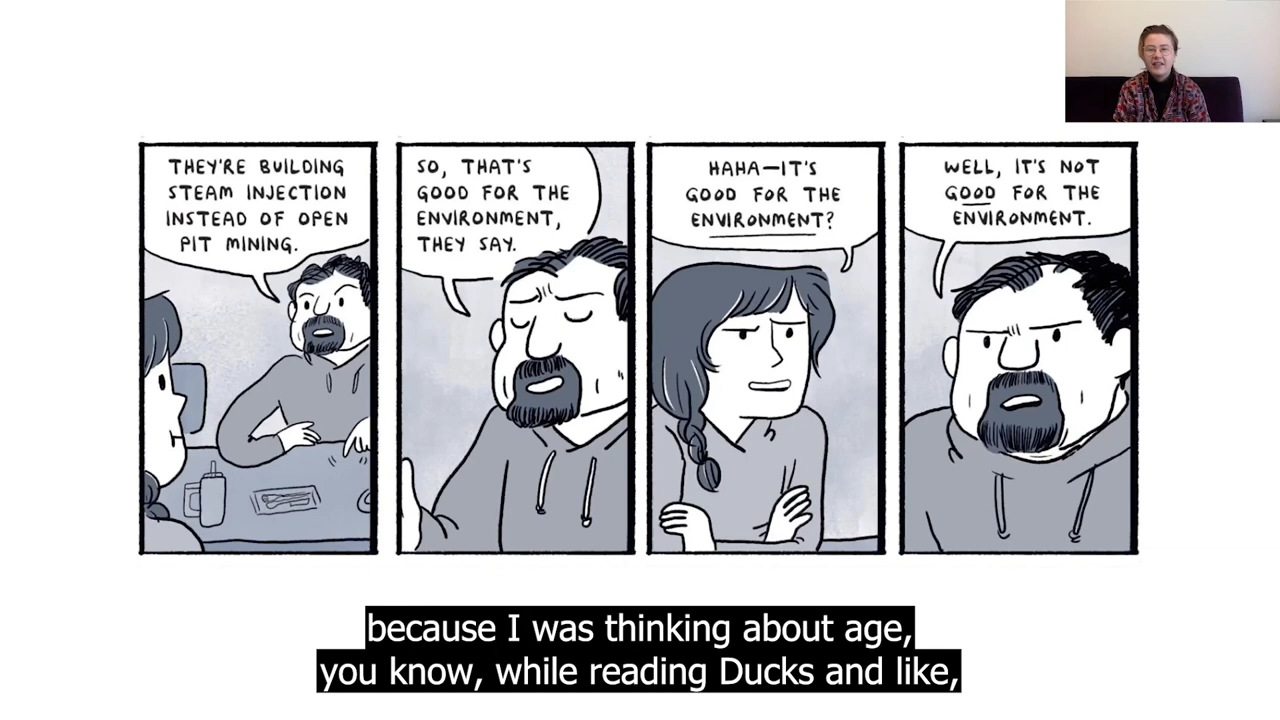 THEY'RE BUILDING
STEAM INJECTION
INSTEAD OF OPEN
PIT MINING.
SO, THAT'S
GOOD FOR THE
ENVIRONMENT,
THEY SAY.
HAHA—IT'S
GOOD FOR THE
ENVIRONMENT?
WELL, IT'S NOT
GOOD FOR THE
ENVIRONMENT.
because I was thinking about age,
you know, while reading Ducks and like,